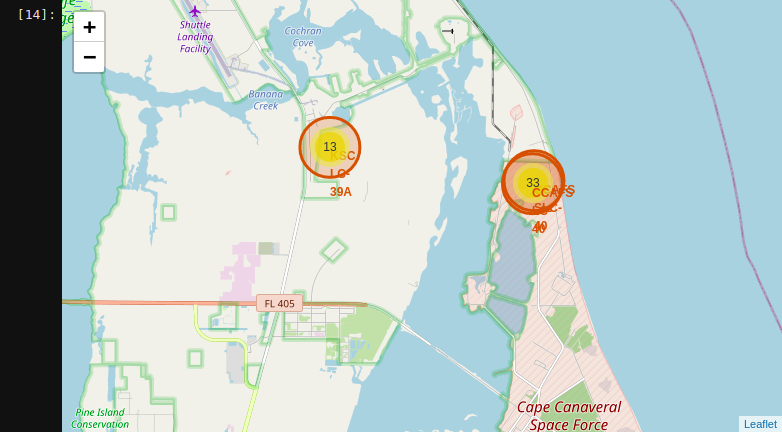 [14]:
+
−
Shuttle
Landing
Facility
Cochran
Cove
Banana
Creek
13
KSC
LC-
39A
33
40
FL 405
Pine Island
Conservation
Cape Canaveral
Space Force
Leaflet